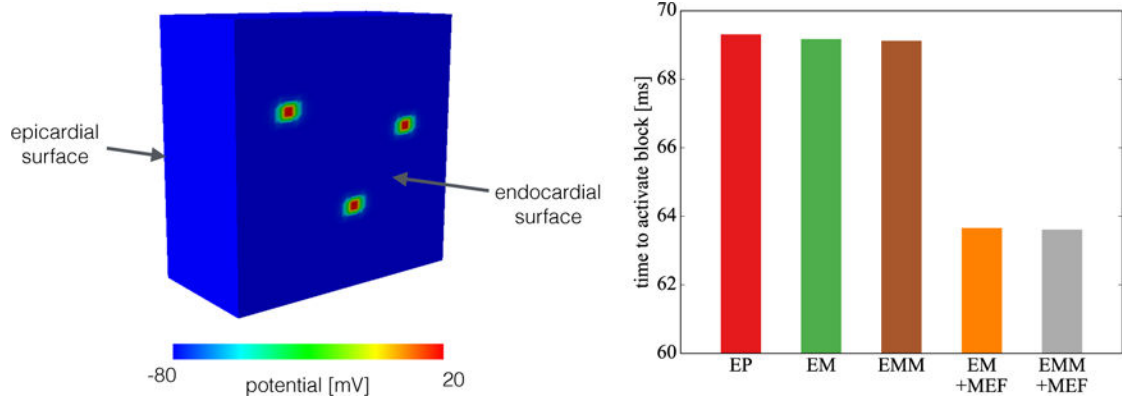 epicardial
surface
endocardial
surface
-80
potential [mV]
20
time to activate block [ms]
70
68
66
64
62
60
EP
EM
EMM
EM
+MEF
EMM
+MEF